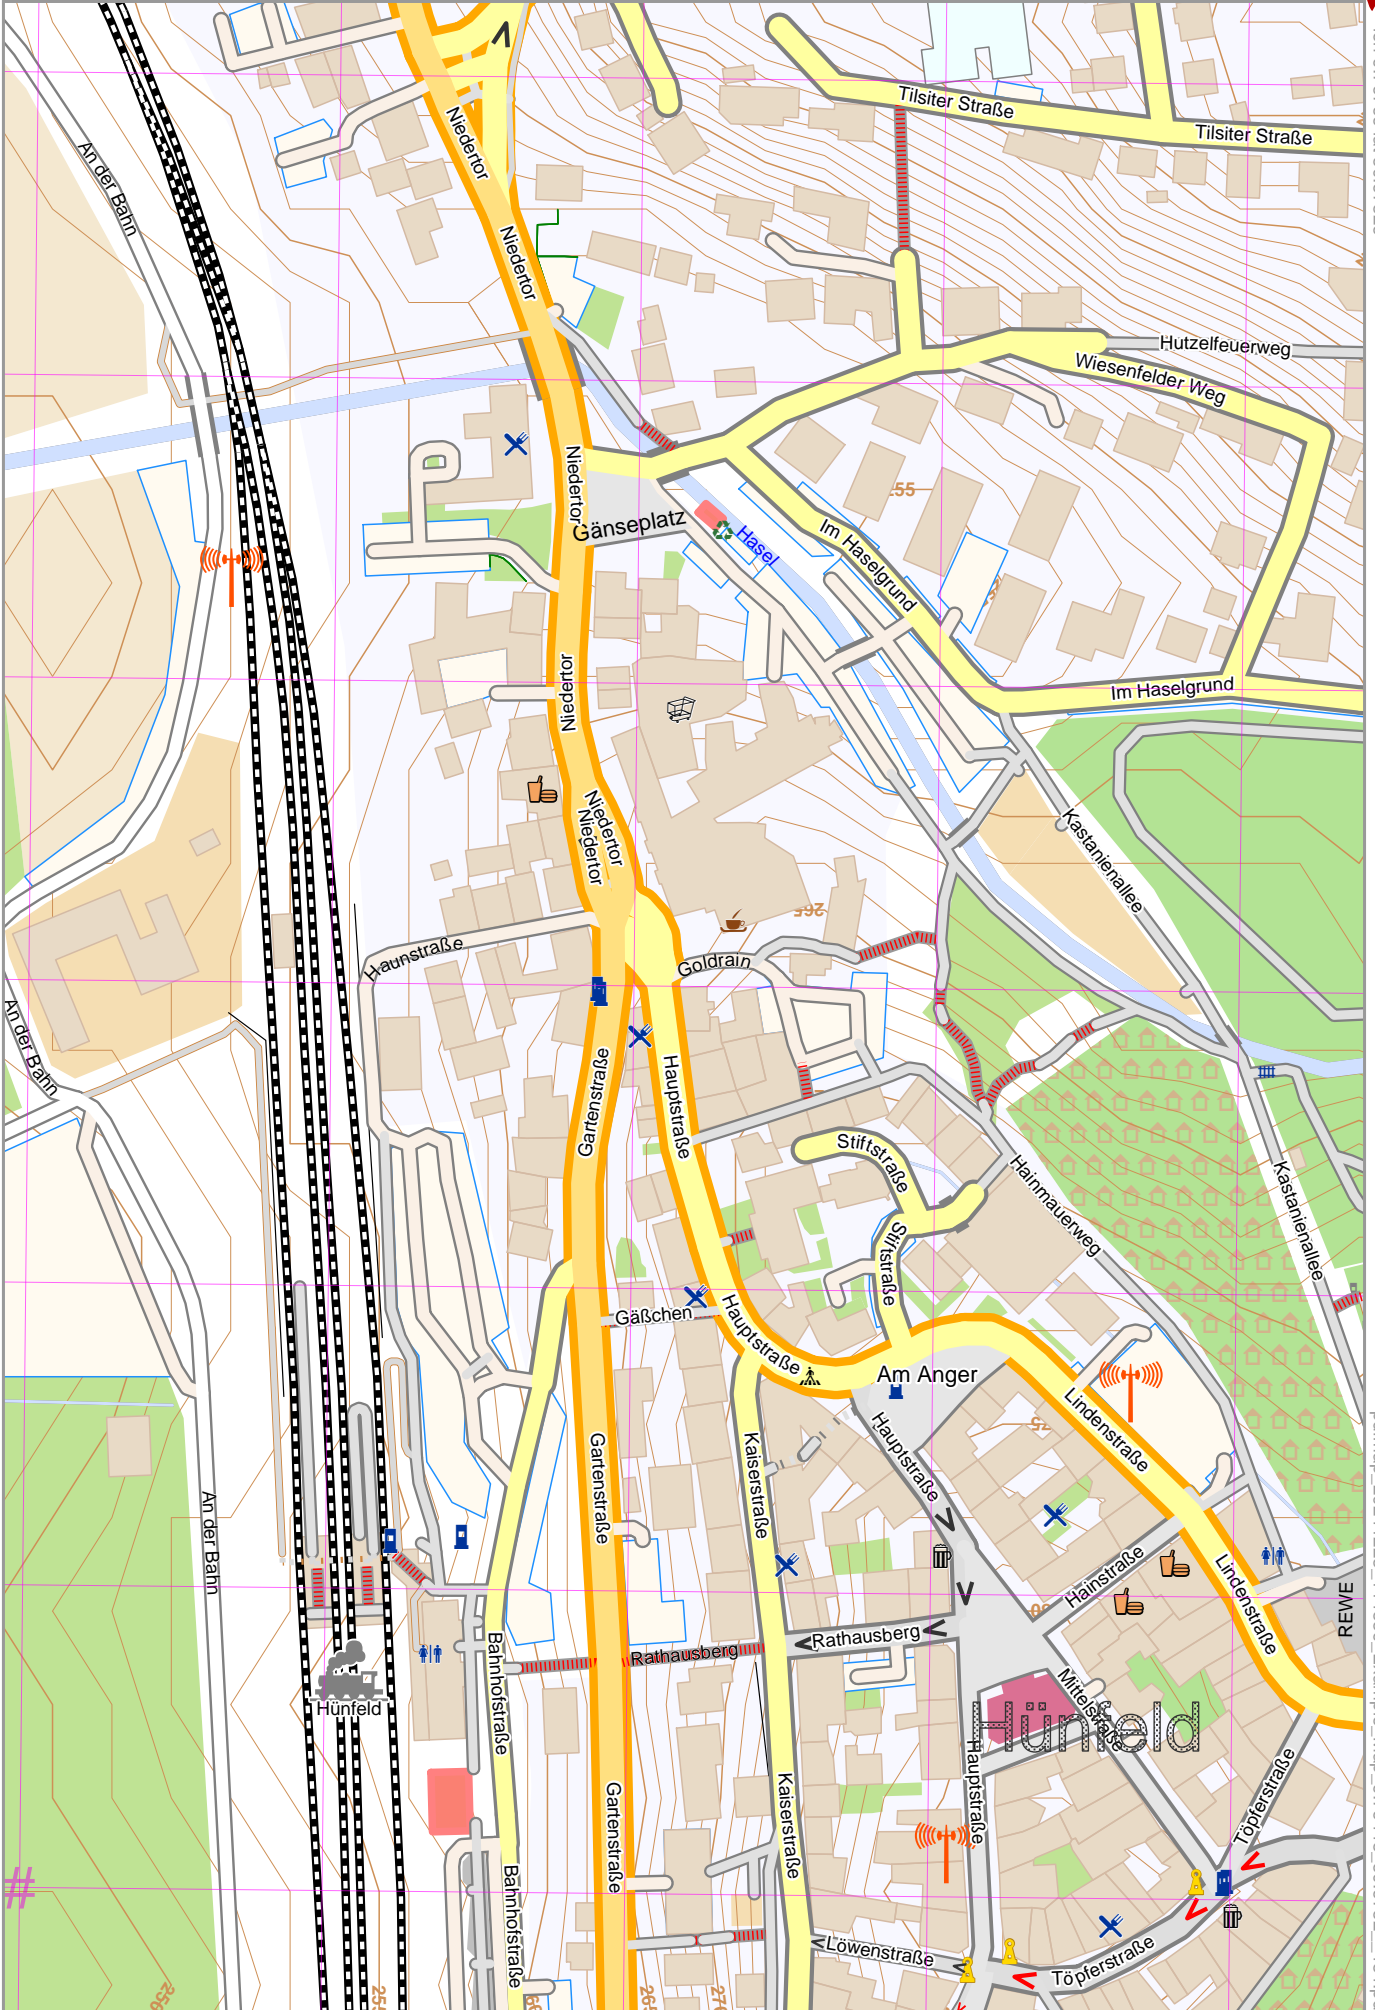 Tilsiter Straße
Tilsiter Straße
Niedertor
An der Bahn
Niedertor
Hutzelfeuerweg
Wiesenfelder Weg
Niedertor
Gänseplatz
Hasel
Im Haselgrund
Im Haselgrund
Niedertor
Niedertor
Niedertor
Kastanienallee
265
Haunstraße
Goldrain
An der Bahn
Gartenstraße
Hauptstraße
Stiftstraße
Hainmauerweg
Kastanienallee
Stiftstraße
Gäßchen
Hauptstraße
Am Anger
Lindenstraße
Hauptstraße
Kaiserstraße
Gartenstraße
An der Bahn
Hainstraße
Lindenstraße
REWE
Rathausberg
Rathausberg
Bahnhofstraße
Hünfeld
Mittelstraße
Hünfeld
Hauptstraße
Töpferstraße
Kaiserstraße
Gartenstraße
Bahnhofstraße
Löwenstraße
Töpferstraße
#